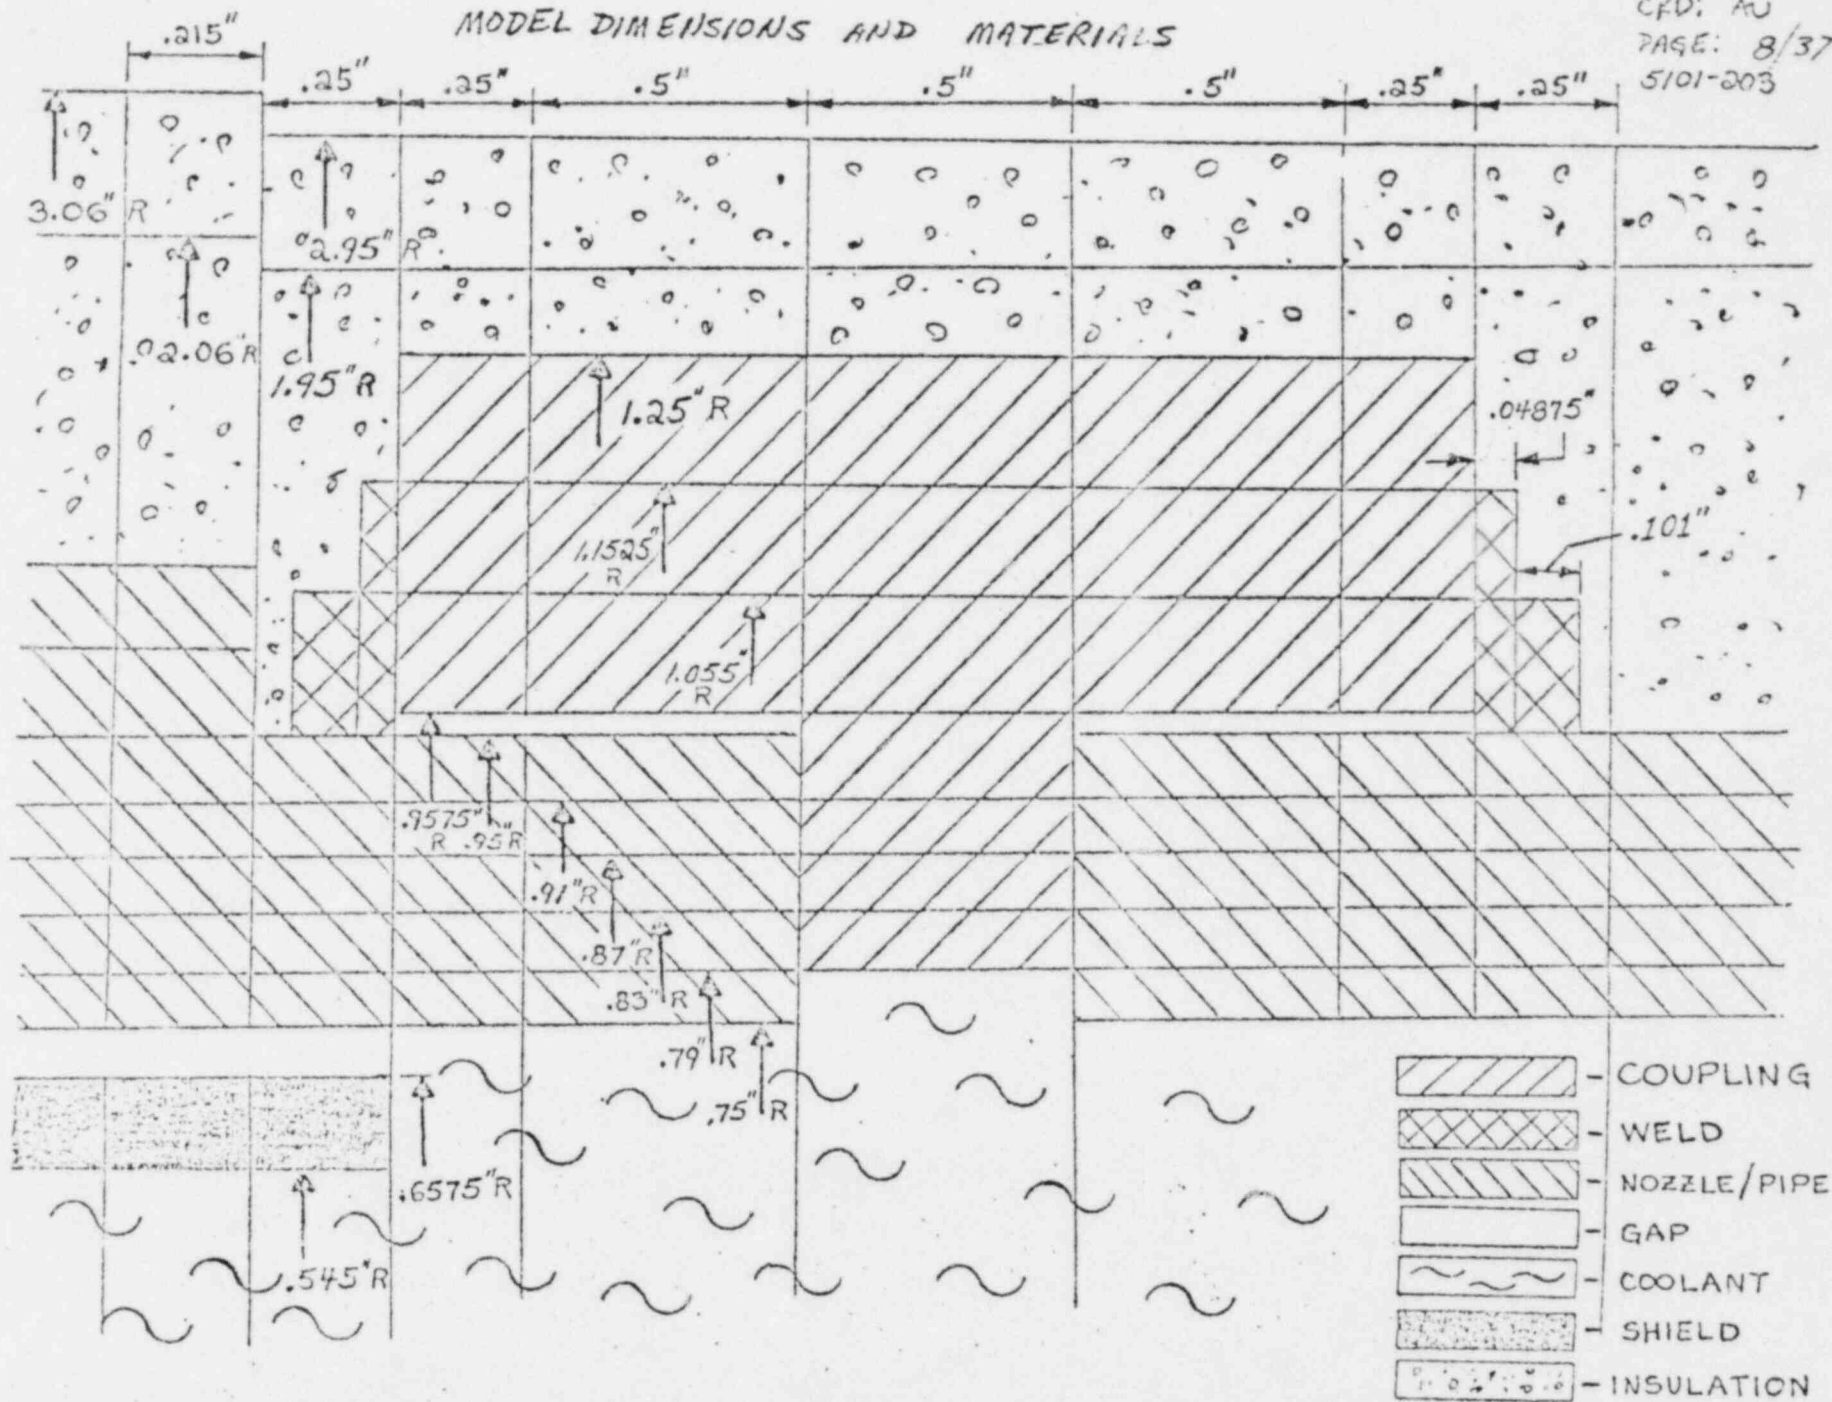 CKD: AU
MODEL DIMENSIONS AND MATERIALS
PAGE: 8/37
5101-203
.215"
.25"
.25"
.5"
.5"
.5"
.25"
.25"
3.06" R
2.95" R
2.06" R
1.95" R
1.25" R
.04875"
1.1525"
R
.101"
1.055"
R
.9575"
R
.95" R
.91" R
.87" R
.83" R
.79" R
.75" R
.6575" R
.545" R
- COUPLING
- WELD
- NOZZLE/PIPE
- GAP
- COOLANT
- SHIELD
- INSULATION